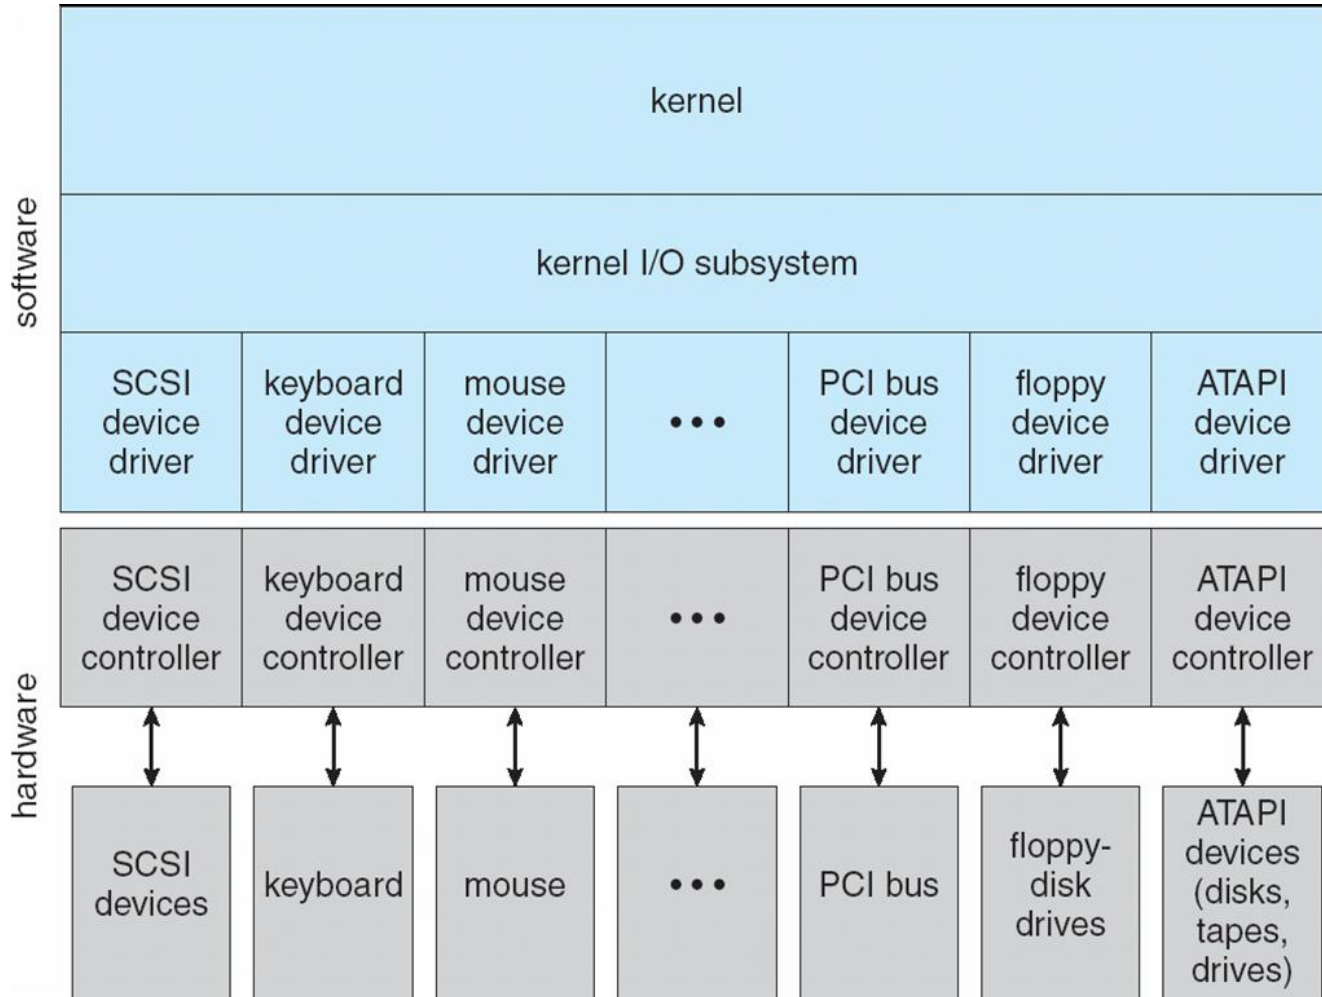 kernel
kernel I/O subsystem
software
SCSI
device
driver
keyboard
device
driver
mouse
device
driver
•••
PCI bus
device
driver
floppy
device
driver
ATAPI
device
driver
hardware
SCSI
device
controller
keyboard
device
controller
mouse
device
controller
•••
PCI bus
device
controller
floppy
device
controller
ATAPI
device
controller
SCSI
devices
keyboard
mouse
•••
PCI bus
floppy-
disk
drives
ATAPI
devices
(disks,
tapes,
drives)